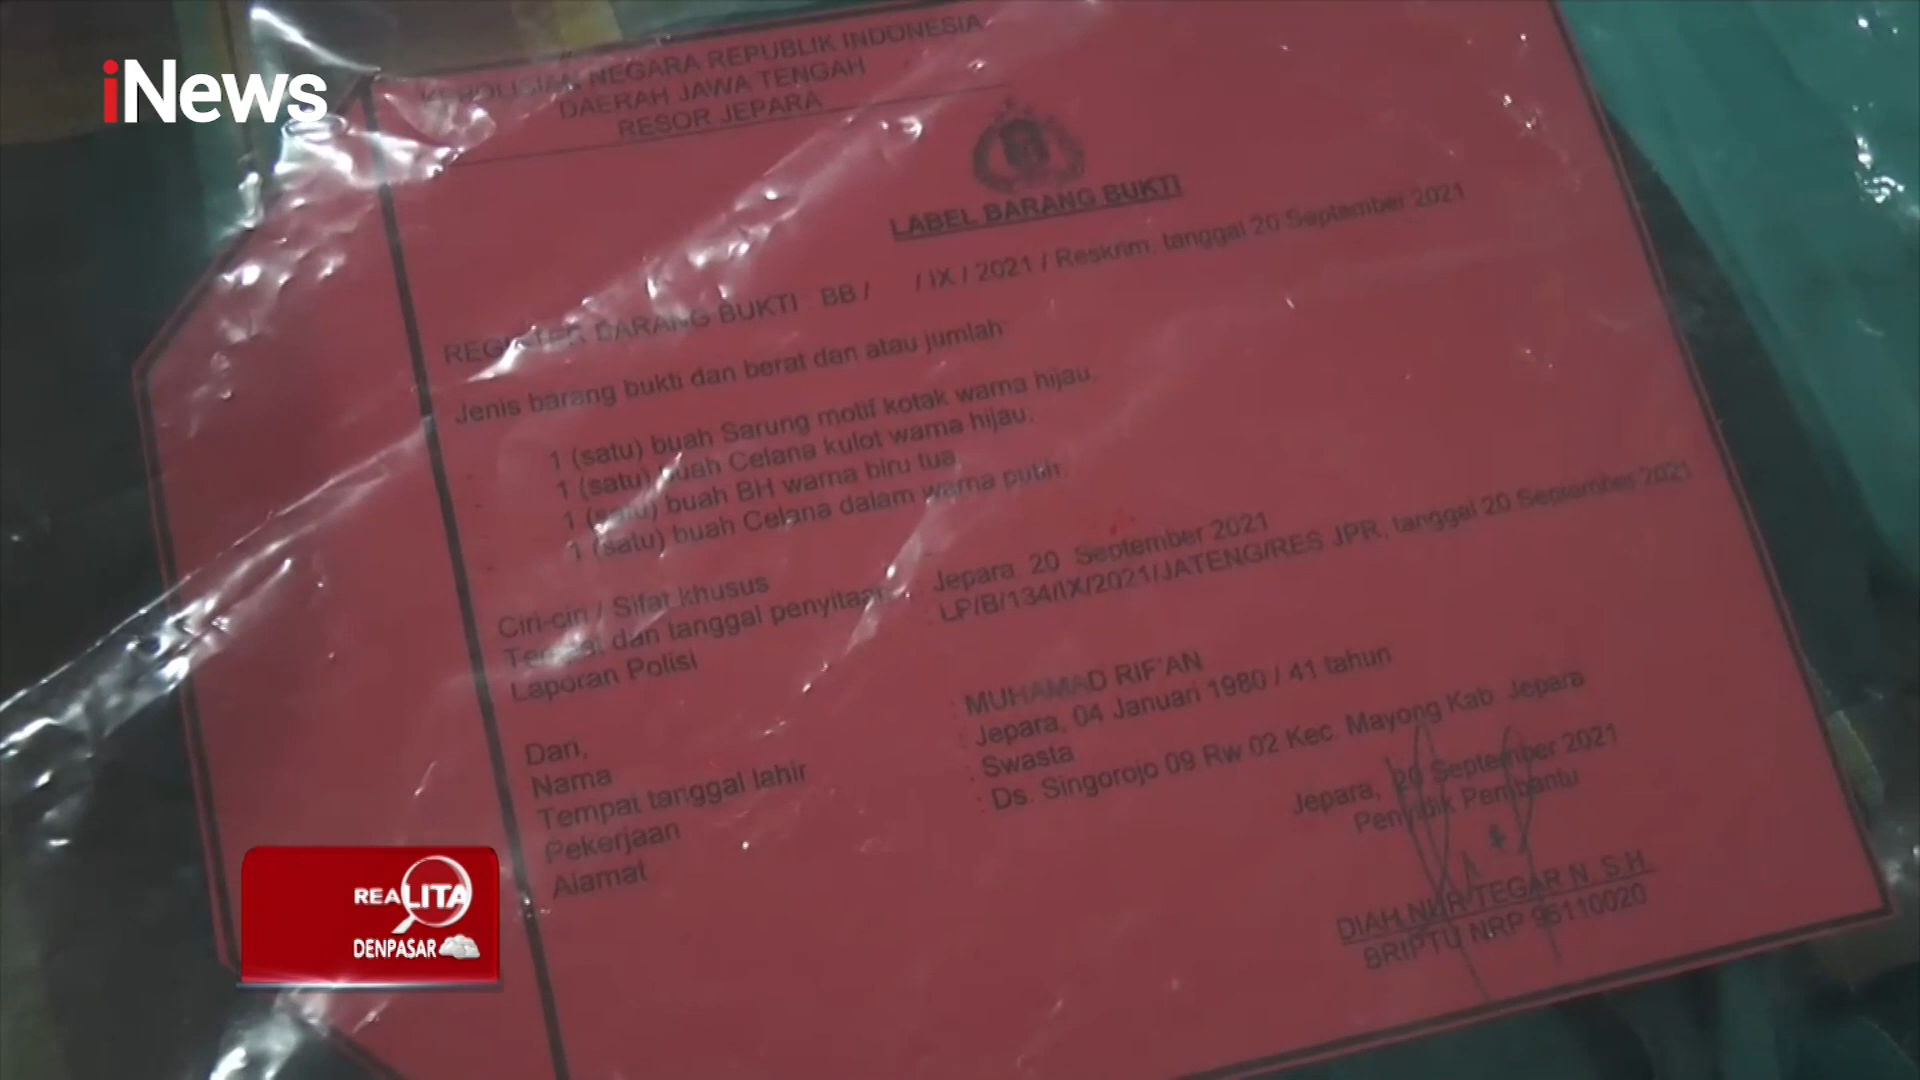 iNews
KEPOLISIAN NEGARA REPUBLIK INDONESIA
DAERAH JAWA TENGAH
RESOR JEPARA
LABEL BARANG BUKTI
REGISTER BARANG BUKTI BB / / IX / 2021 / Reskrim, tanggal 20 September 2021
Jenis barang bukti dan berat dan atau jumlah:
1 (satu) buah Sarung motif kotak warna hijau.
1 (satu) buah Celana kulot warna hijau.
1 (satu) buah BH warna biru tua
1 (satu) buah Celana dalam warna putih.
Ciri-ciri / Sifat khusus
Tempat dan tanggal penyitaan : Jepara 20 September 2021
Laporan Polisi : LP/B/134/IX/2021/JATENG/RES JPR, tanggal 20 September 2021
Dari,
Nama : MUHAMAD RIF'AN
Tempat tanggal lahir : Jepara, 04 Januari 1980 / 41 tahun
Pekerjaan : Swasta
Alamat : Ds. Singorojo 09 Rw 02 Kec. Mayong Kab. Jepara
Jepara, 20 September 2021
Penyidik Pembantu
DIAH NUR TEGAR N, S.H.
BRIPTU NRP 95110020
REALITA
DENPASAR